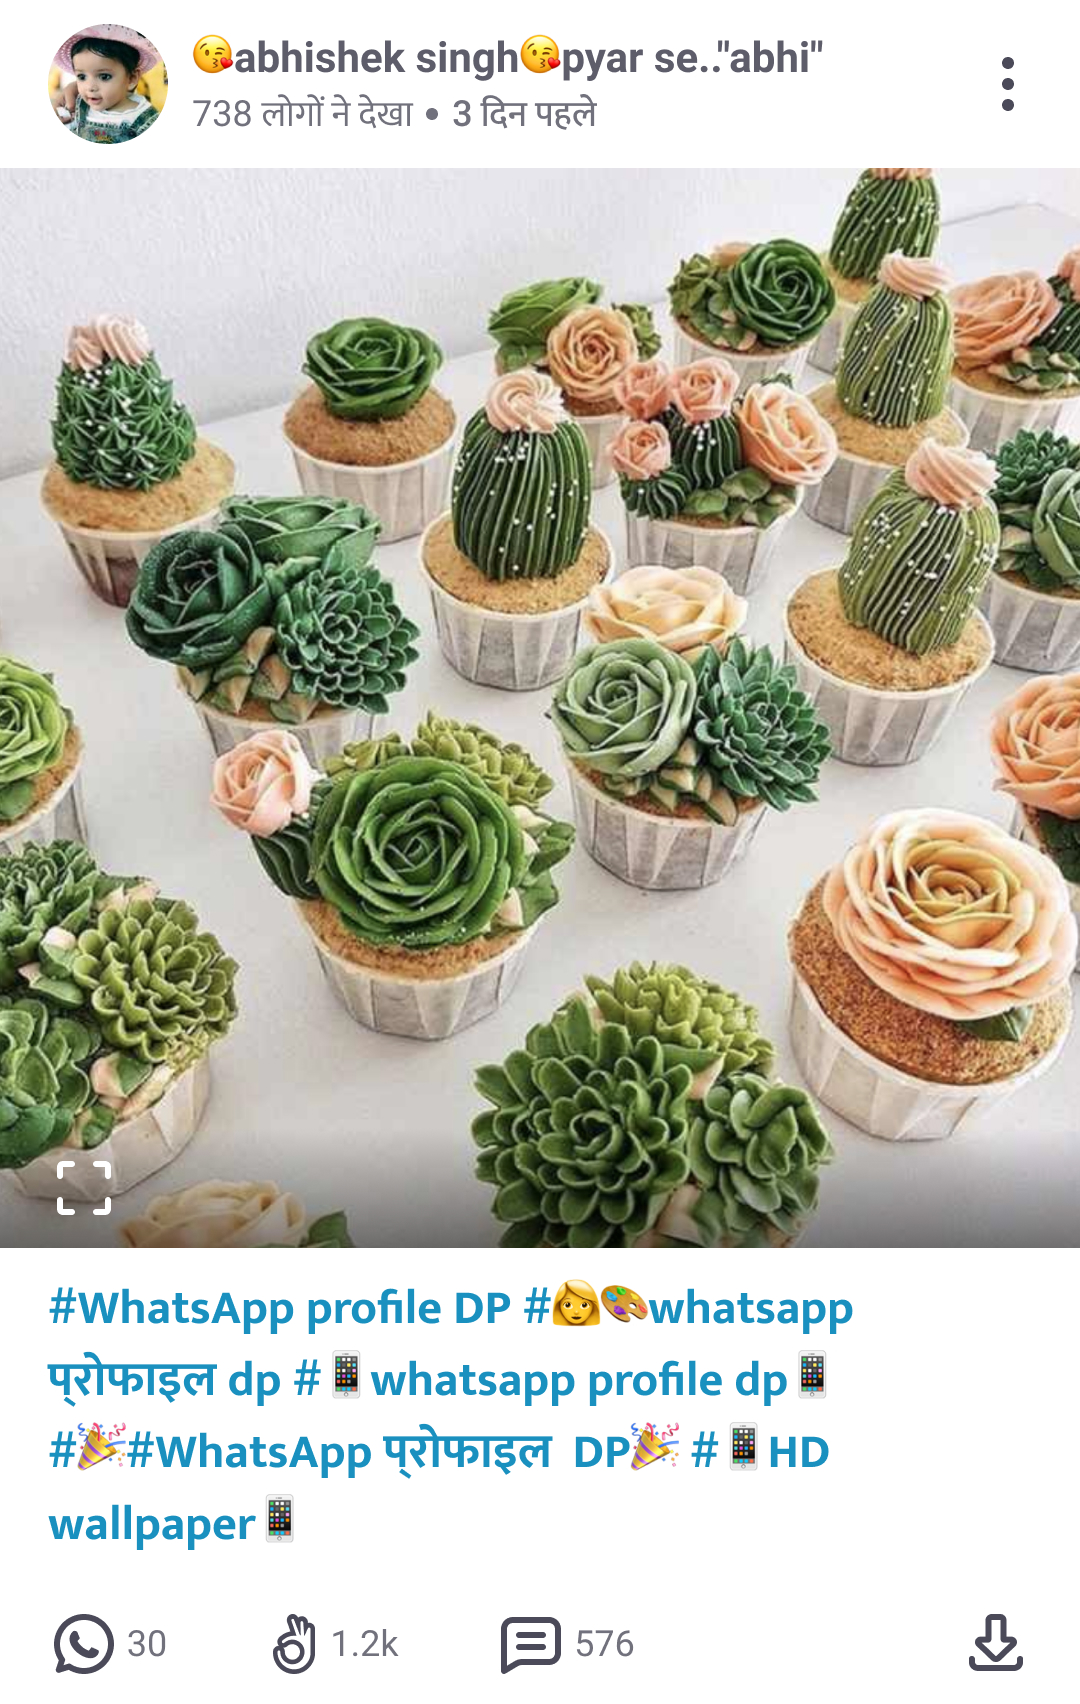 😘abhishek singh😘pyar se.."abhi"
738 लोगों ने देखा • 3 दिन पहले
#WhatsApp profile DP #👩🎨whatsapp
प्रोफाइल dp #📱whatsapp profile dp📱
#🎉#WhatsApp प्रोफाइल  DP🎉 #📱HD
wallpaper📱
30 1.2k 576